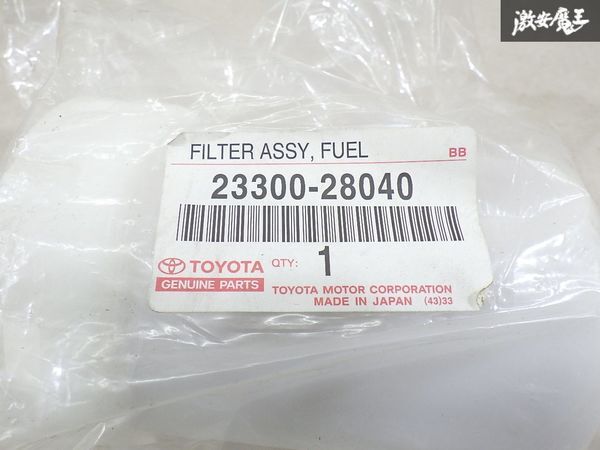 激安魔王
FILTER ASSY, FUEL BB
23300-28040
TOYOTA QTY: 1
GENUINE PARTS TOYOTA MOTOR CORPORATION
MADE IN JAPAN (43)33